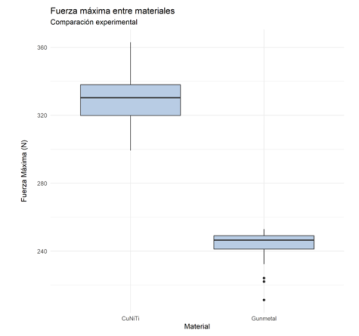 Fuerza máxima entre materiales
Comparación experimental
360
320
280
240
Fuerza Máxima (N)
CuNiTi
Gunmetal
Material